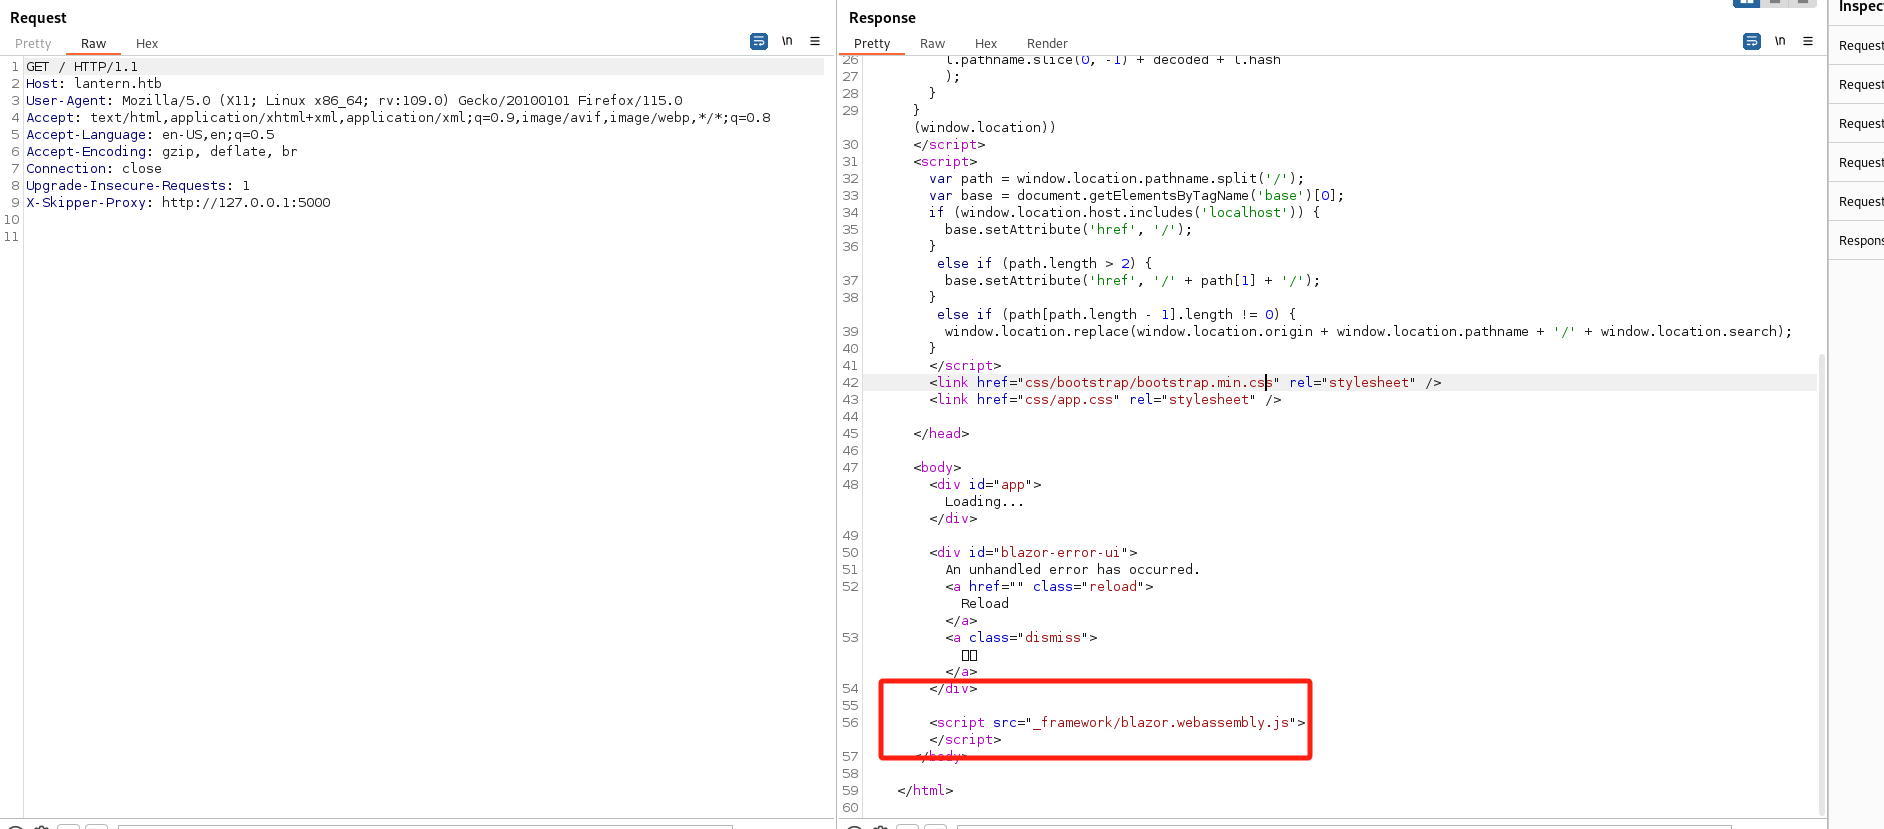 Request
Pretty Raw Hex
\n
1 GET / HTTP/1.1
2 Host: lantern.htb
3 User-Agent: Mozilla/5.0 (X11; Linux x86_64; rv:109.0) Gecko/20100101 Firefox/115.0
4 Accept: text/html,application/xhtml+xml,application/xml;q=0.9,image/avif,image/webp,*/*;q=0.8
5 Accept-Language: en-US,en;q=0.5
6 Accept-Encoding: gzip, deflate, br
7 Connection: close
8 Upgrade-Insecure-Requests: 1
9 X-Skipper-Proxy: http://127.0.0.1:5000
10
11
Response
Pretty Raw Hex Render
\n
26 l.pathname.slice(0, -1) + decoded + l.hash
27 );
28 }
29 }
(window.location))
30 </script>
31 <script>
32 var path = window.location.pathname.split('/');
33 var base = document.getElementsByTagName('base')[0];
34 if (window.location.host.includes('localhost')) {
35 base.setAttribute('href', '/');
36 }
else if (path.length > 2) {
37 base.setAttribute('href', '/' + path[1] + '/');
38 }
else if (path[path.length - 1].length != 0) {
39 window.location.replace(window.location.origin + window.location.pathname + '/' + window.location.search);
40 }
41 </script>
42 <link href="css/bootstrap/bootstrap.min.css" rel="stylesheet" />
43 <link href="css/app.css" rel="stylesheet" />
44
45 </head>
46
47 <body>
48 <div id="app">
Loading...
</div>
49
50 <div id="blazor-error-ui">
51 An unhandled error has occurred.
52 <a href="" class="reload">
Reload
</a>
53 <a class="dismiss">
</a>
54 </div>
55
56 <script src="_framework/blazor.webassembly.js">
</script>
57 </body>
58
59 </html>
60
Inspec
Request
Request
Request
Request
Request
Respons